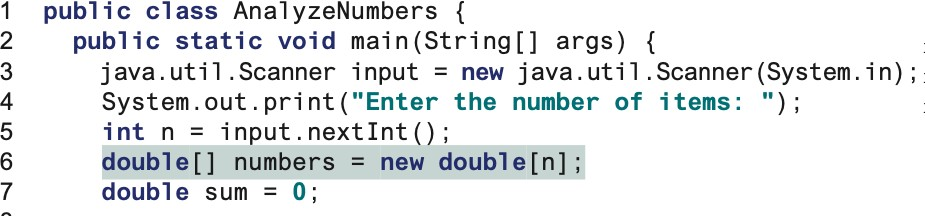 1 public class AnalyzeNumbers {
2 public static void main(String[] args) {
3 java.util.Scanner input = new java.util.Scanner(System.in);
4 System.out.print("Enter the number of items: ");
5 int n = input.nextInt();
6 double[] numbers = new double[n];
7 double sum = 0;